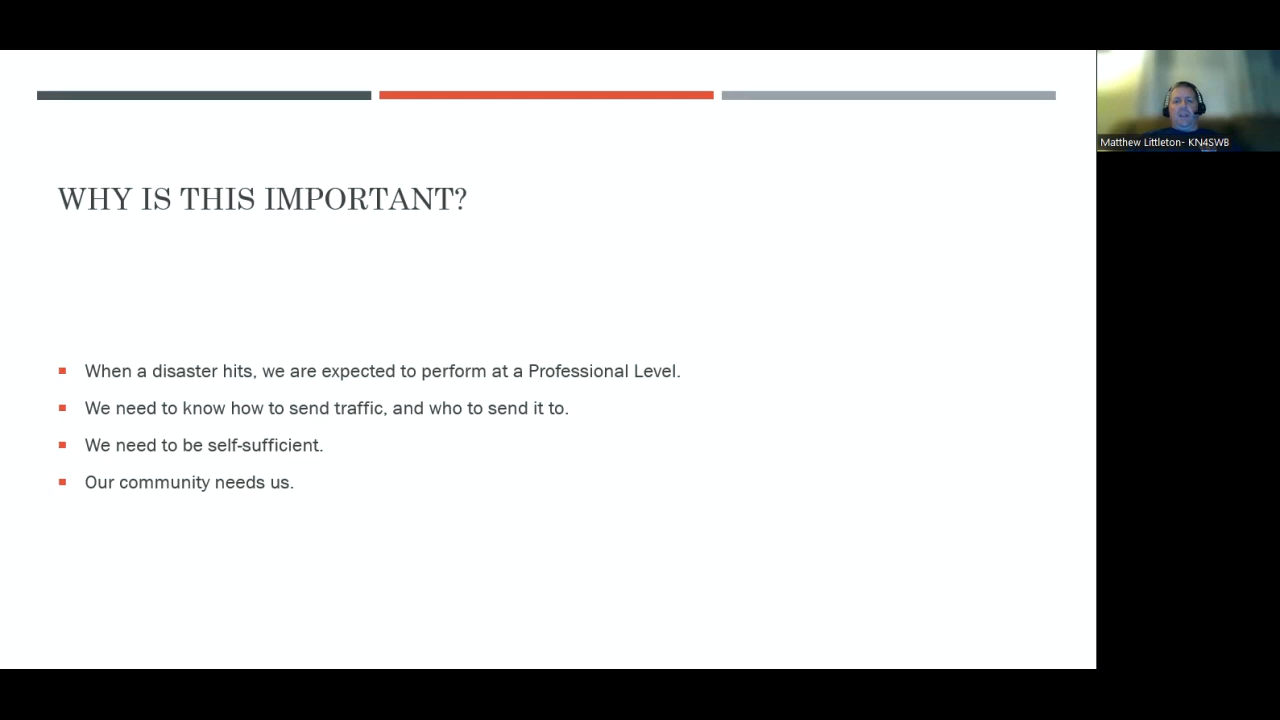 WHY IS THIS IMPORTANT?
When a disaster hits, we are expected to perform at a Professional Level.
We need to know how to send traffic, and who to send it to.
We need to be self-sufficient.
Our community needs us.
Matthew Littleton- KN4SWB